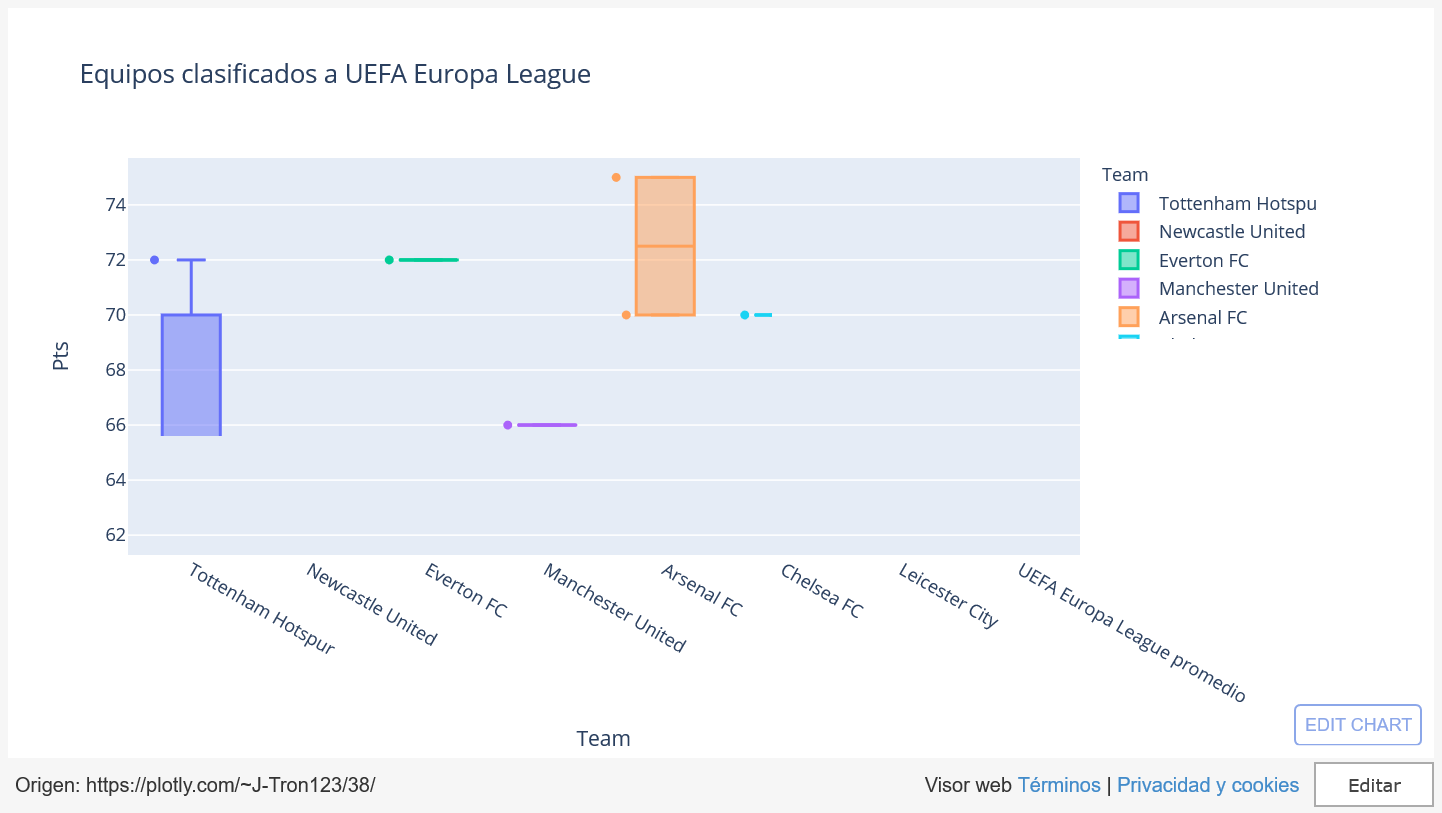 Equipos clasificados a UEFA Europa League
Team
Tottenham Hotspu
Newcastle United
Everton FC
Manchester United
Arsenal FC
74
72
70
68
66
64
62
Pts
Tottenham Hotspur
Newcastle United
Everton FC
Manchester United
Arsenal FC
Chelsea FC
Leicester City
UEFA Europa League promedio
Team
EDIT CHART
Origen: https://plotly.com/~J-Tron123/38/
Visor web Términos | Privacidad y cookies
Editar